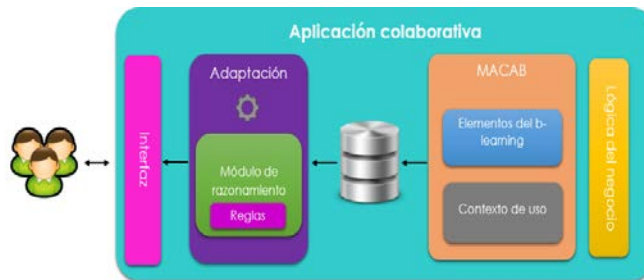 Aplicación colaborativa
Interfaz
Adaptación
Módulo de
razonamiento
Reglas
MACAB
Elementos del b-
learning
Contexto de uso
Lógica del negocio